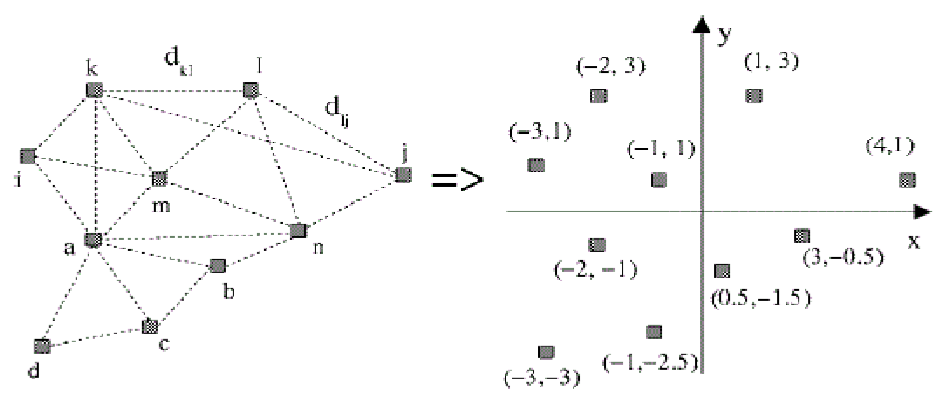 k
d_kl
l
d_lj
j
i
m
a
n
b
c
d
=>
y
(−2, 3)
(1, 3)
(−3,1)
(−1, 1)
(4,1)
x
(−2, −1)
(3,−0.5)
(0.5,−1.5)
(−1,−2.5)
(−3,−3)